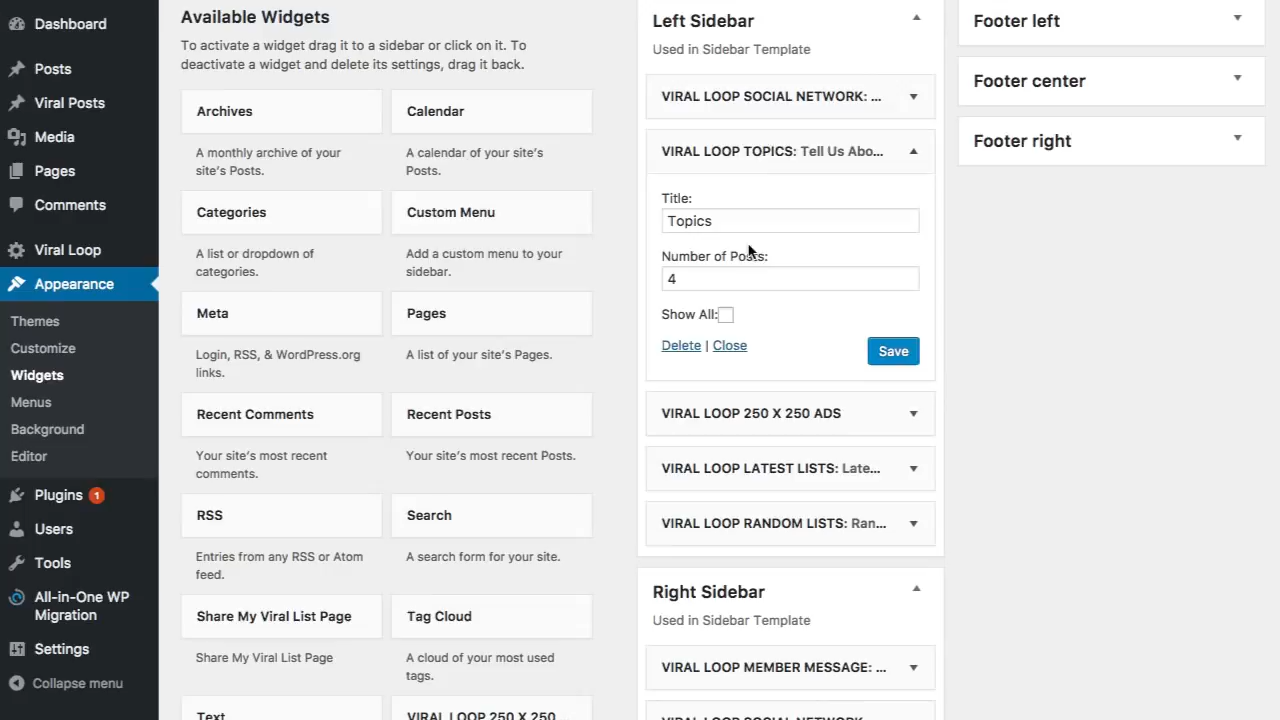 Dashboard
Posts
Viral Posts
Media
Pages
Comments
Viral Loop
Appearance
Themes
Customize
Widgets
Menus
Background
Editor
Plugins 1
Users
Tools
All-in-One WP
Migration
Settings
Collapse menu
Available Widgets
To activate a widget drag it to a sidebar or click on it. To
deactivate a widget and delete its settings, drag it back.
Archives
A monthly archive of your
site's Posts.
Calendar
A calendar of your site's
Posts.
Categories
A list or dropdown of
categories.
Custom Menu
Add a custom menu to your
sidebar.
Meta
Login, RSS, & WordPress.org
links.
Pages
A list of your site's Pages.
Recent Comments
Your site's most recent
comments.
Recent Posts
Your site's most recent Posts.
RSS
Entries from any RSS or Atom
feed.
Search
A search form for your site.
Share My Viral List Page
Share My Viral List Page
Tag Cloud
A cloud of your most used
tags.
Text
VIRAL LOOP 250 X 250
Left Sidebar
Used in Sidebar Template
VIRAL LOOP SOCIAL NETWORK: ...
VIRAL LOOP TOPICS: Tell Us Abo...
Title:
Topics
Number of Posts:
4
Show All:
Delete | Close
Save
VIRAL LOOP 250 X 250 ADS
VIRAL LOOP LATEST LISTS: Late...
VIRAL LOOP RANDOM LISTS: Ran...
Right Sidebar
Used in Sidebar Template
VIRAL LOOP MEMBER MESSAGE: ...
VIRAL LOOP SOCIAL NETWORK
Footer left
Footer center
Footer right